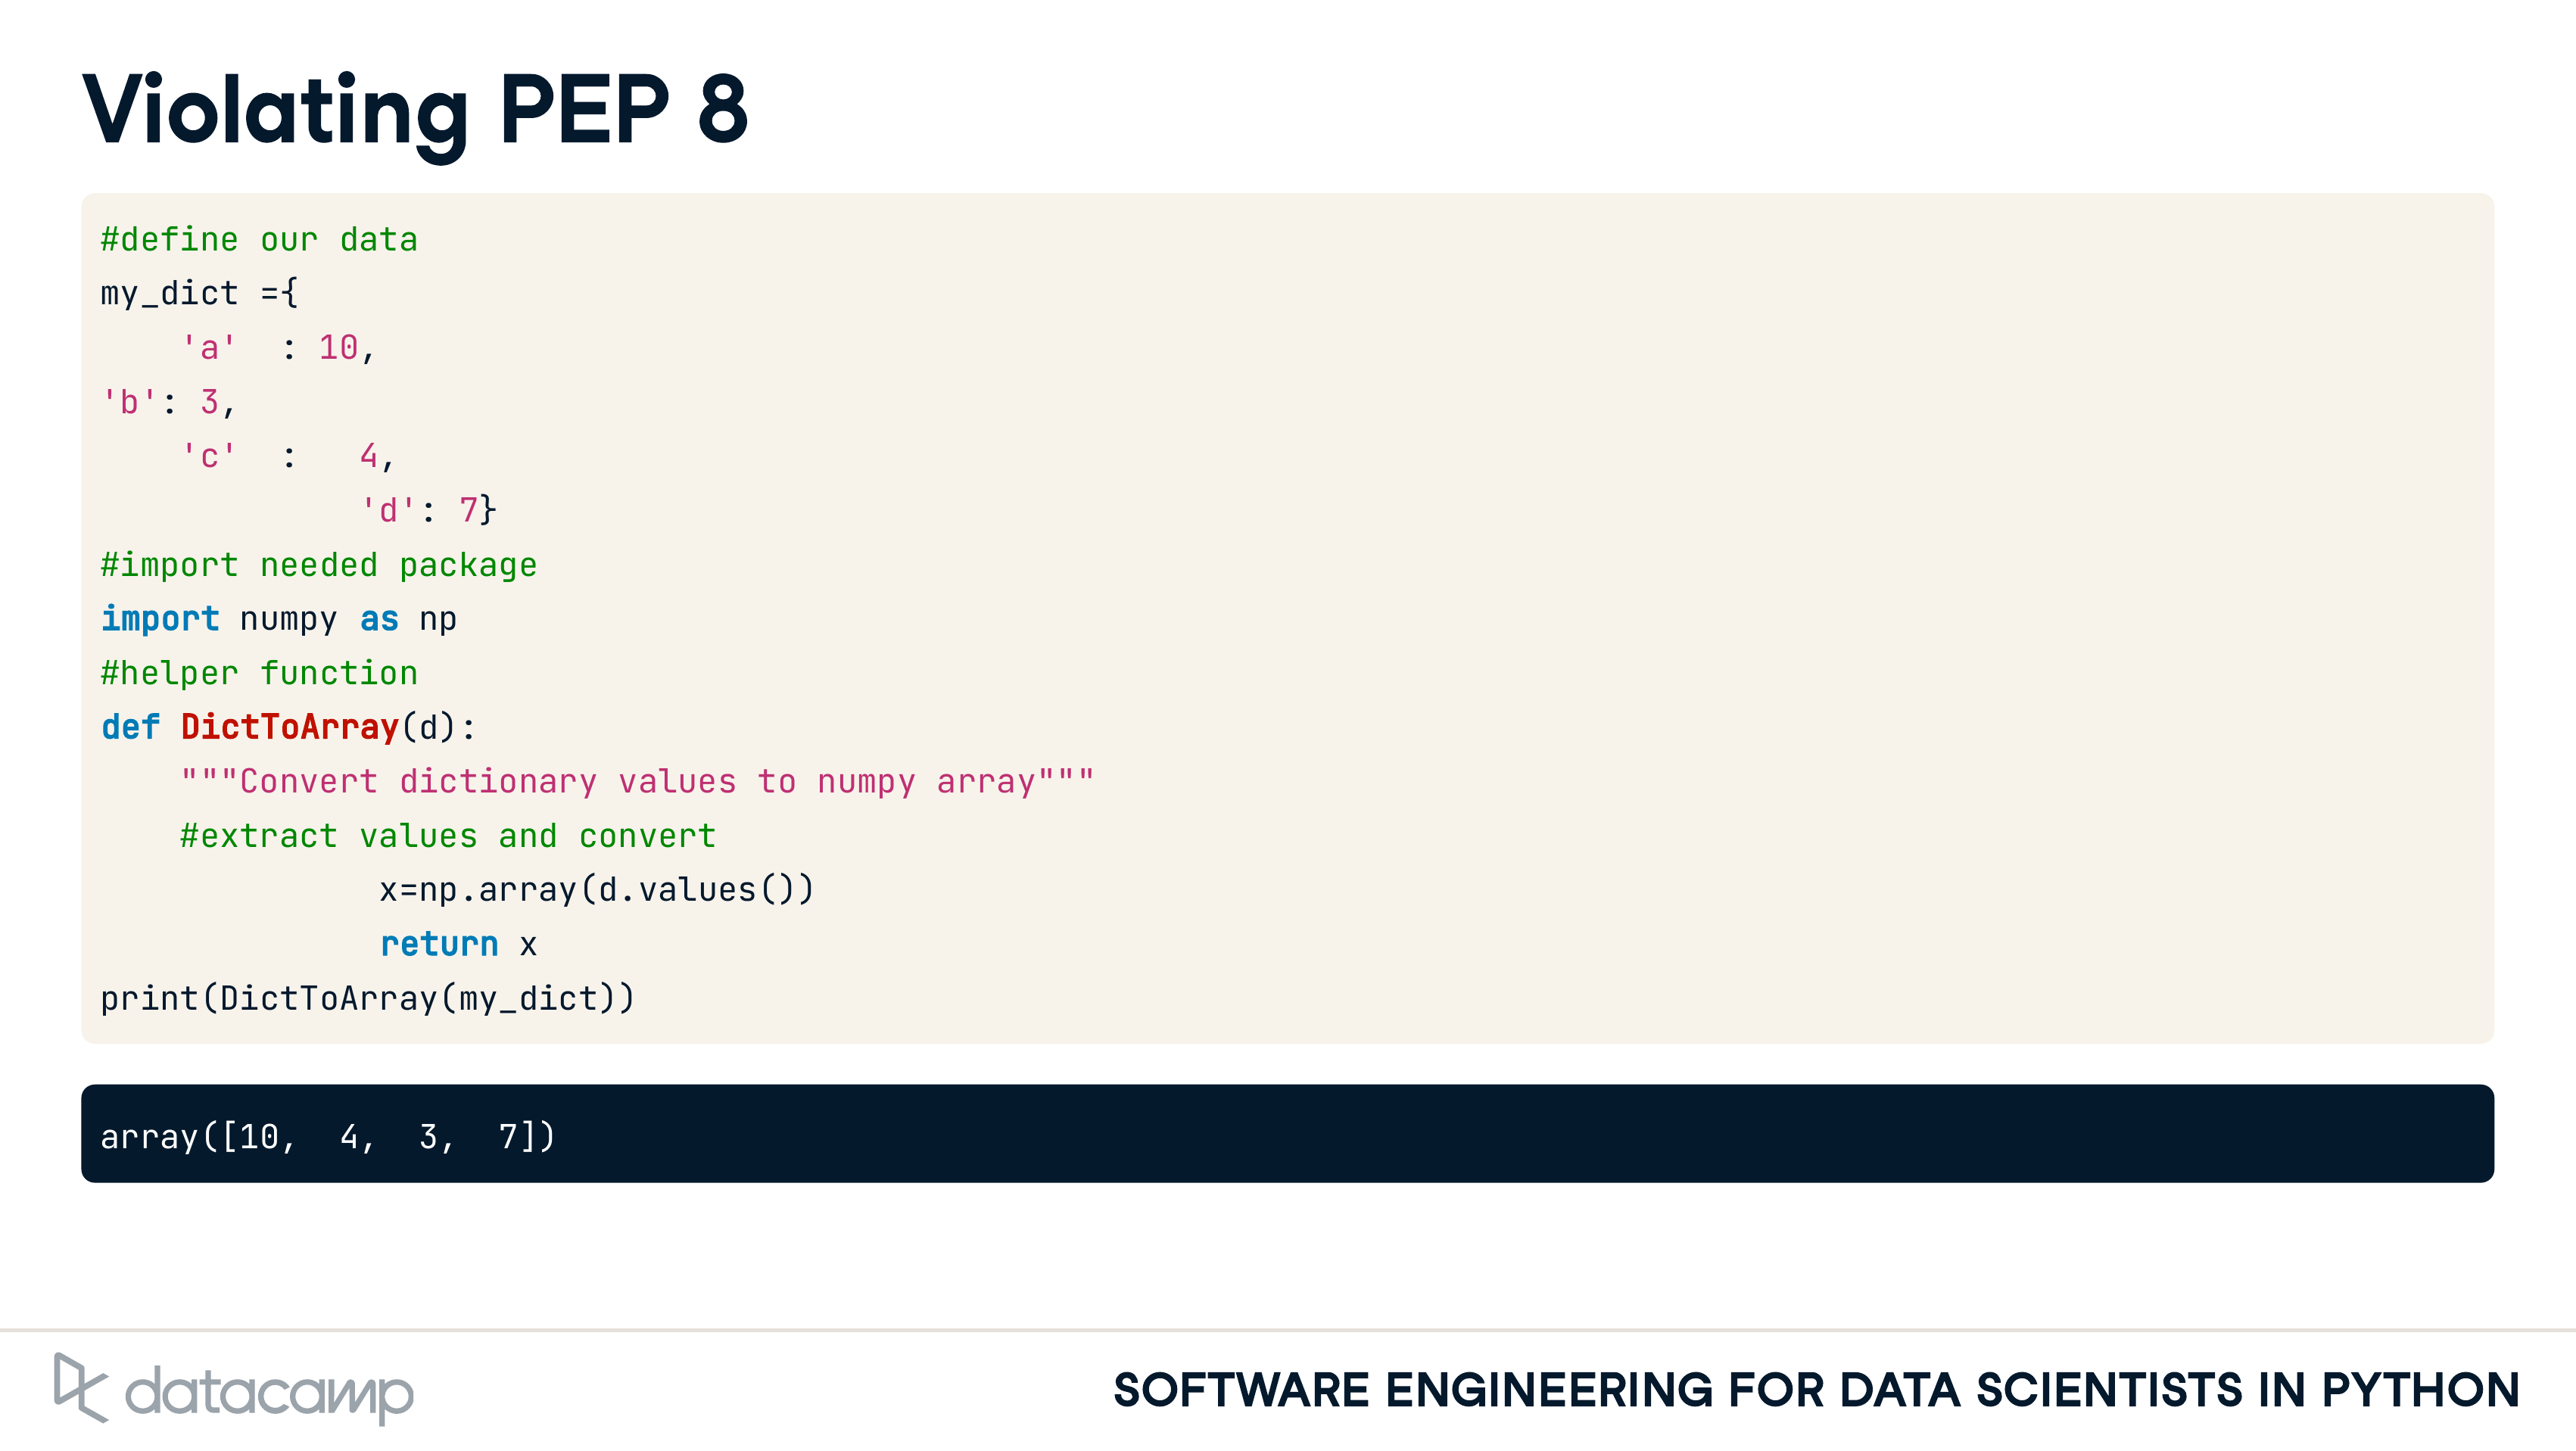 Violating PEP 8
#define our data
my_dict ={
    'a'  : 10,
'b': 3,
    'c'  :   4,
             'd': 7}
#import needed package
import numpy as np
#helper function
def DictToArray(d):
    """Convert dictionary values to numpy array"""
    #extract values and convert
              x=np.array(d.values())
              return x
print(DictToArray(my_dict))
array([10,  4,  3,  7])
datacamp
SOFTWARE ENGINEERING FOR DATA SCIENTISTS IN PYTHON